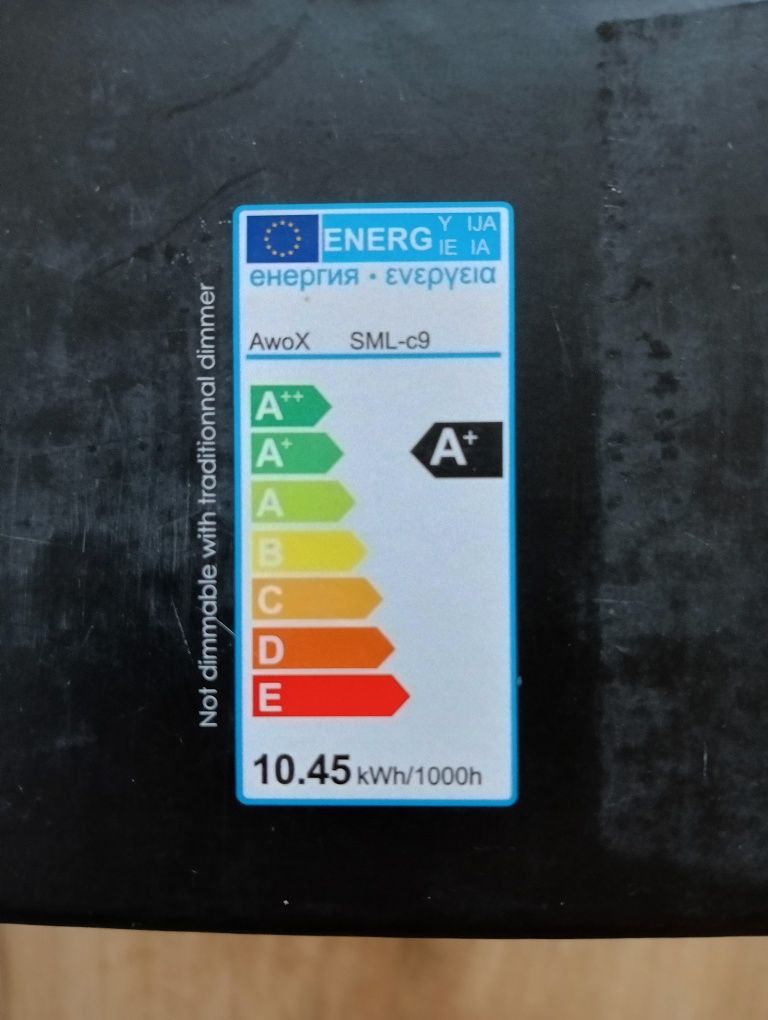 ENERG Y IJA
IE IA
енергия · ενεργεια
AwoX SML-c9
A++
A+
A+
A
B
C
D
E
10.45 kWh/1000h
Not dimmable with traditionnal dimmer